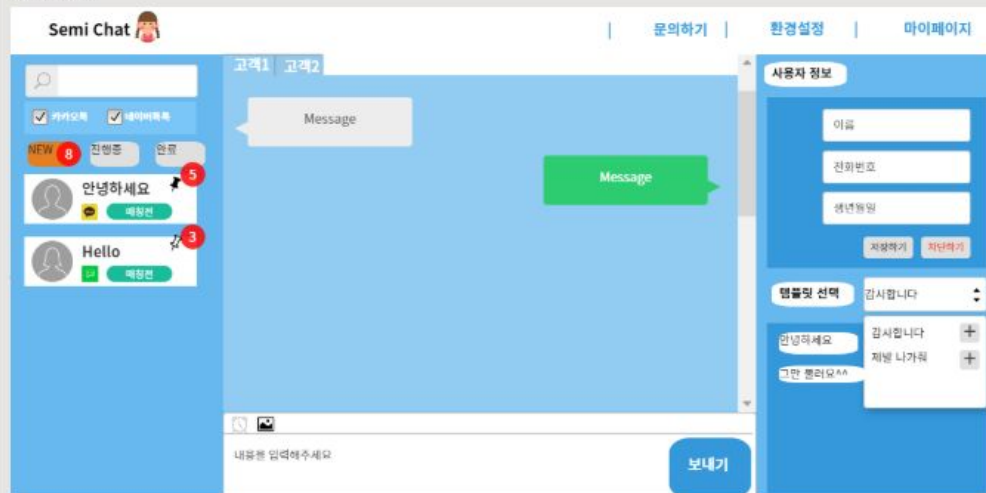 Semi Chat
문의하기
환경설정
마이페이지
카카오톡
네이버톡톡
NEW 8
진행중
완료
안녕하세요
5
매칭전
Hello
3
매칭전
고객1
고객2
Message
Message
내용을 입력해주세요
보내기
사용자 정보
이름
전화번호
생년월일
저장하기
차단하기
템플릿 선택
감사합니다
안녕하세요
그만 물러요^^
감사합니다
제발 나가줘